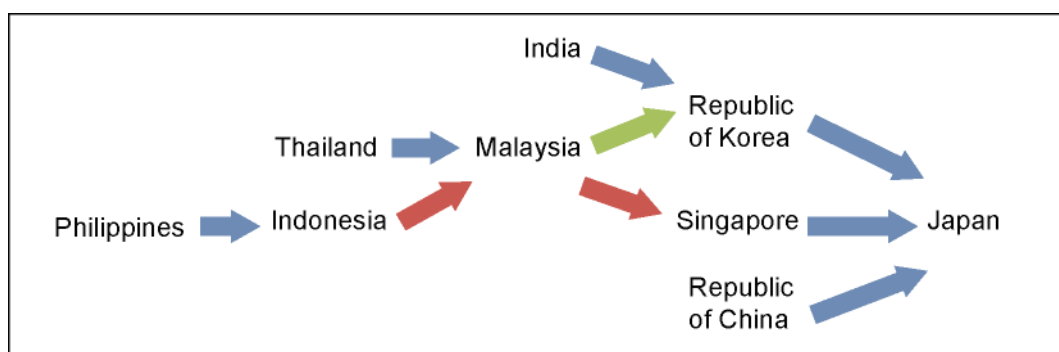 India
Republic
of Korea
Thailand
Malaysia
Philippines
Indonesia
Singapore
Japan
Republic
of China